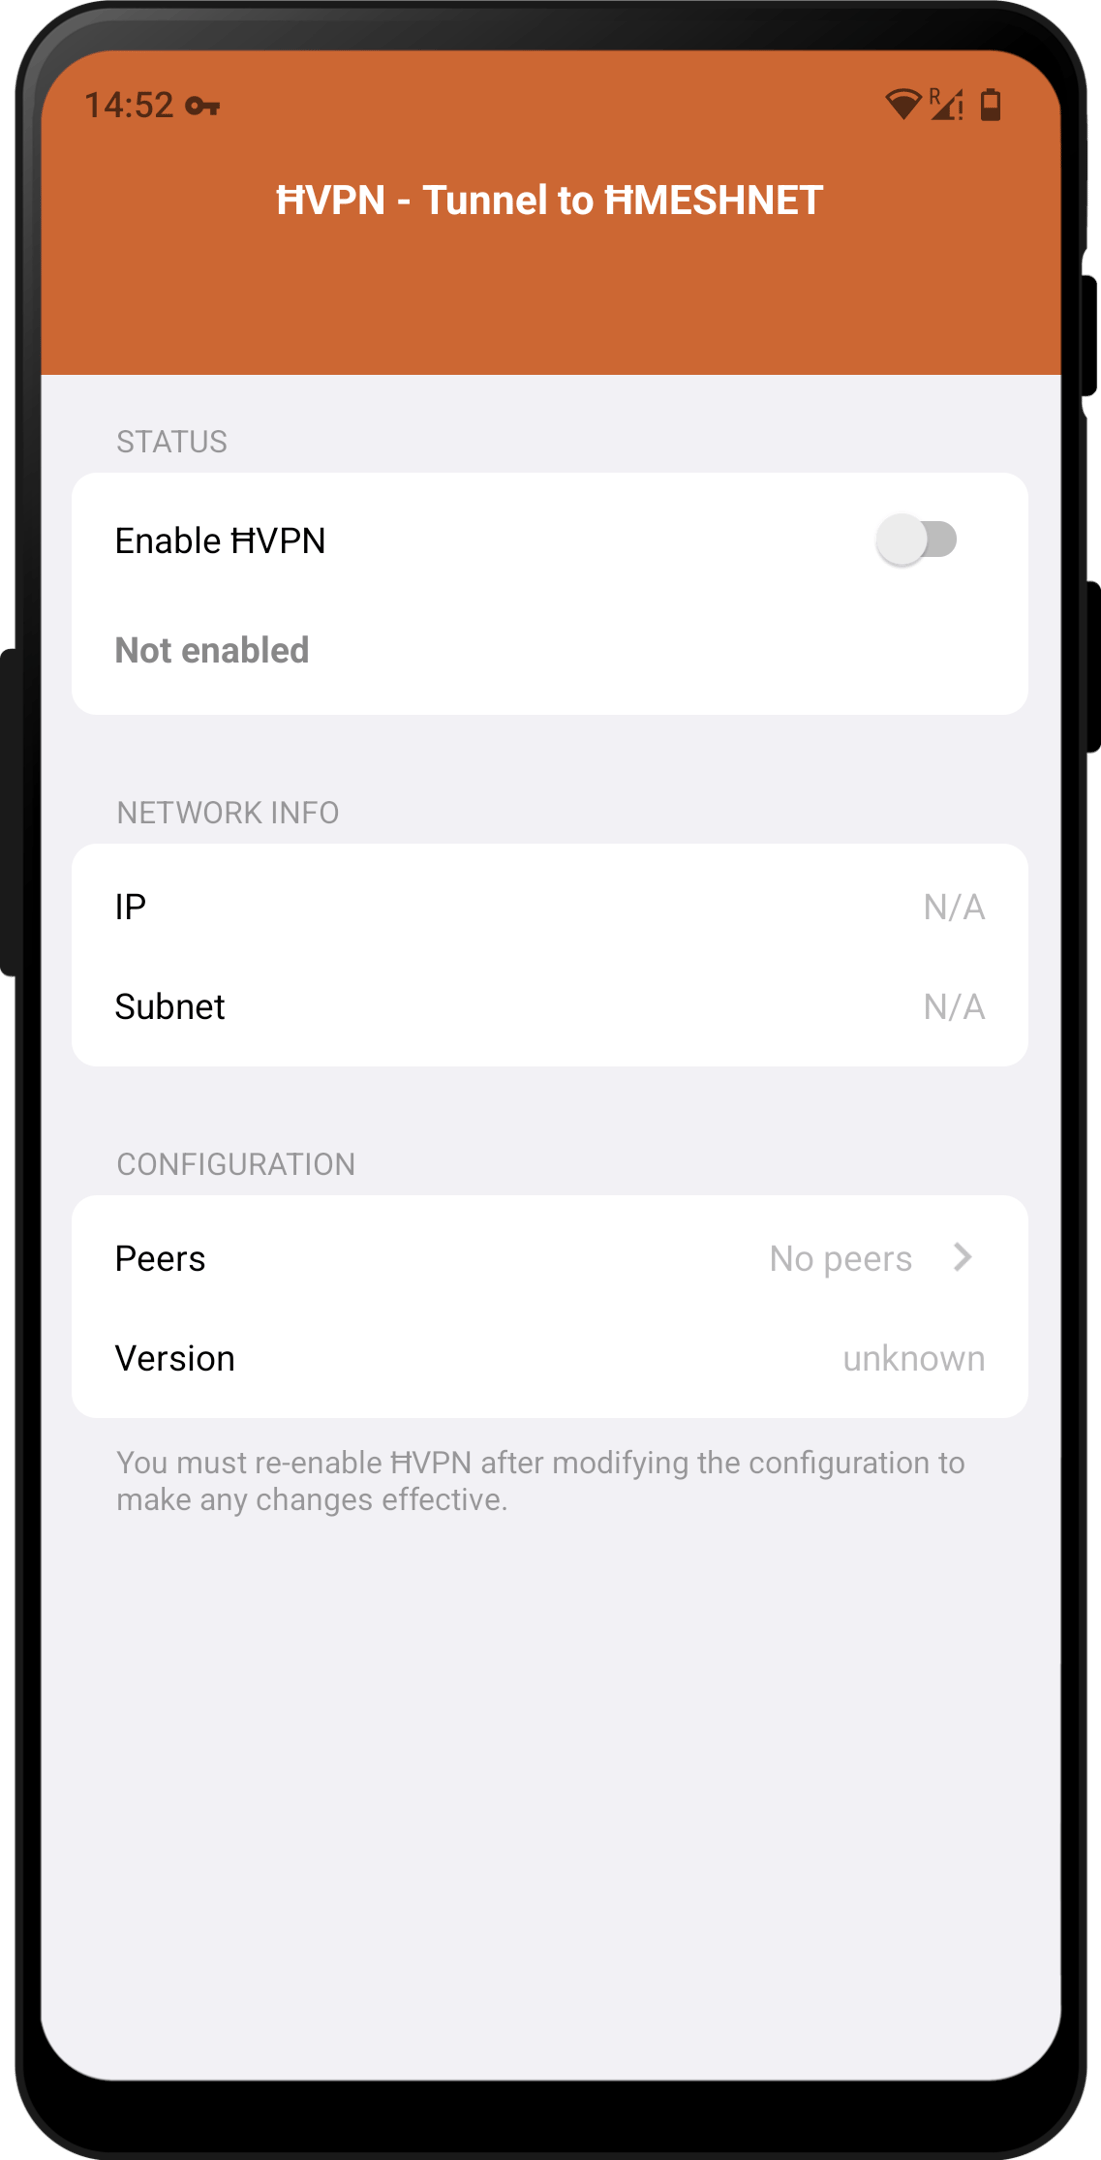 14:52
R
ĦVPN - Tunnel to ĦMESHNET
STATUS
Enable ĦVPN
Not enabled
NETWORK INFO
IP N/A
Subnet N/A
CONFIGURATION
Peers No peers
Version unknown
You must re-enable ĦVPN after modifying the configuration to
make any changes effective.